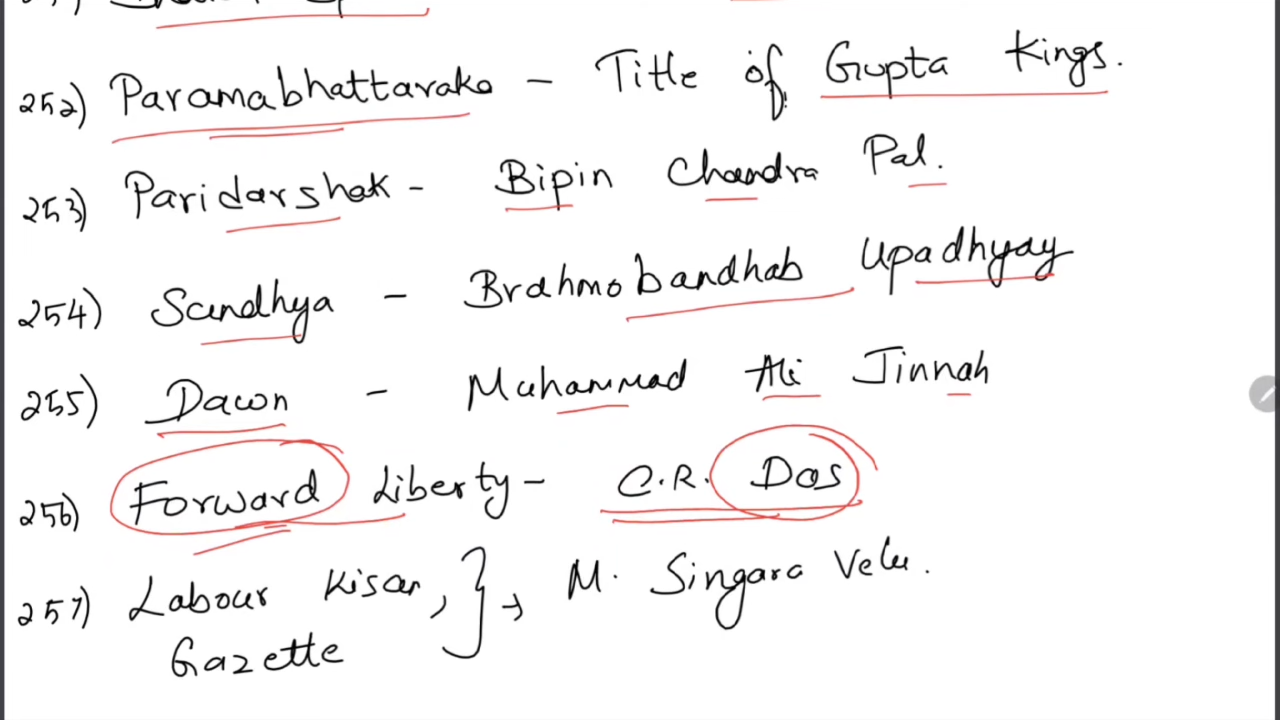 252) Paramabhattaraka - Title of Gupta Kings.
253) Paridarshak - Bipin Chandra Pal.
254) Sandhya - Brahmobandhab Upadhyay
255) Dawn - Muhammad Ali Jinnah
256) Forward Liberty - C.R. Das
257) Labour Kisan, } → M. Singara Velu.
Gazette